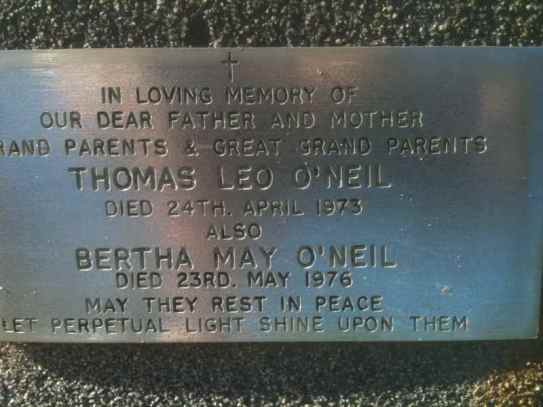 IN LOVING MEMORY OF
OUR DEAR FATHER AND MOTHER
RAND PARENTS & GREAT GRAND PARENTS
THOMAS LEO O'NEIL
DIED 24TH. APRIL 1973
ALSO
BERTHA MAY O'NEIL
DIED 23RD. MAY 1976
MAY THEY REST IN PEACE
LET PERPETUAL LIGHT SHINE UPON THEM